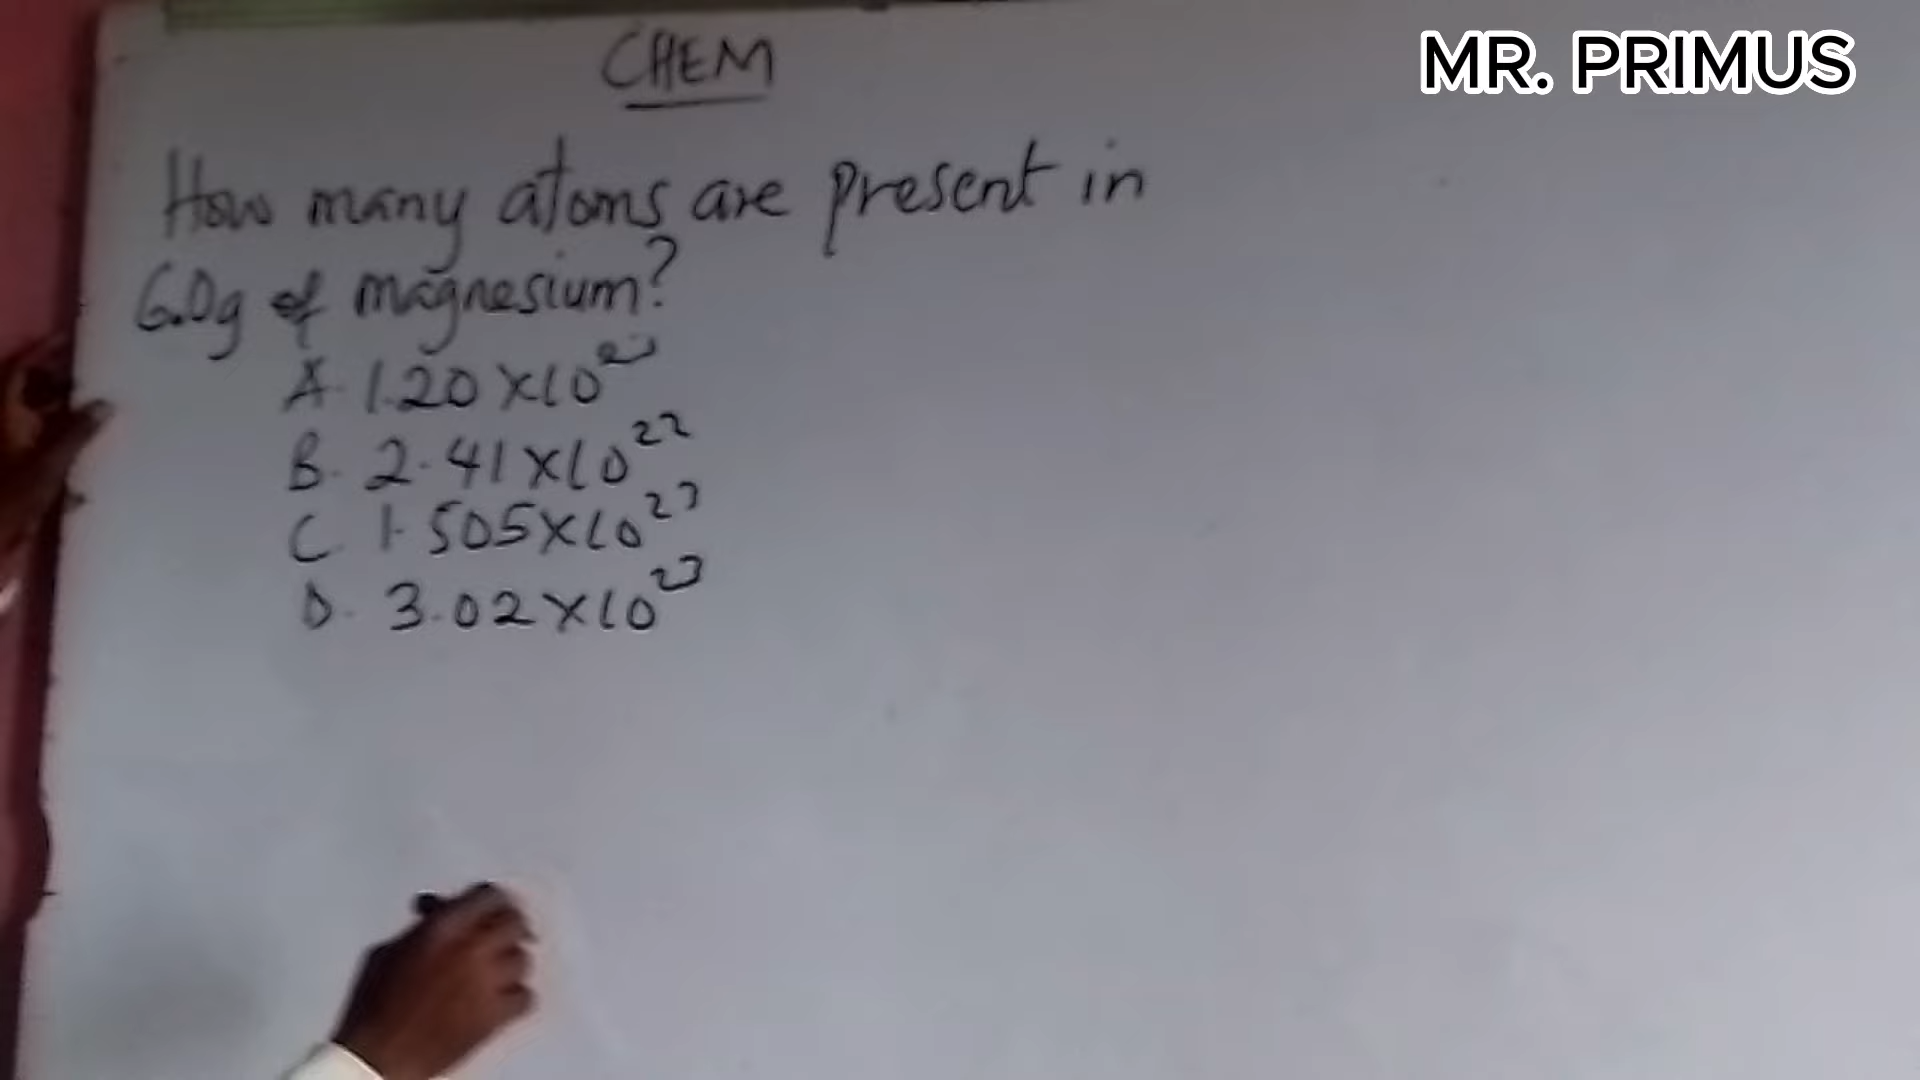 CHEM
MR. PRIMUS
How many atoms are present in
6.0g of magnesium?
A. 1.20 x 10²³
B. 2.41 x 10²²
C. 1.505 x 10²³
D. 3.02 x 10²³